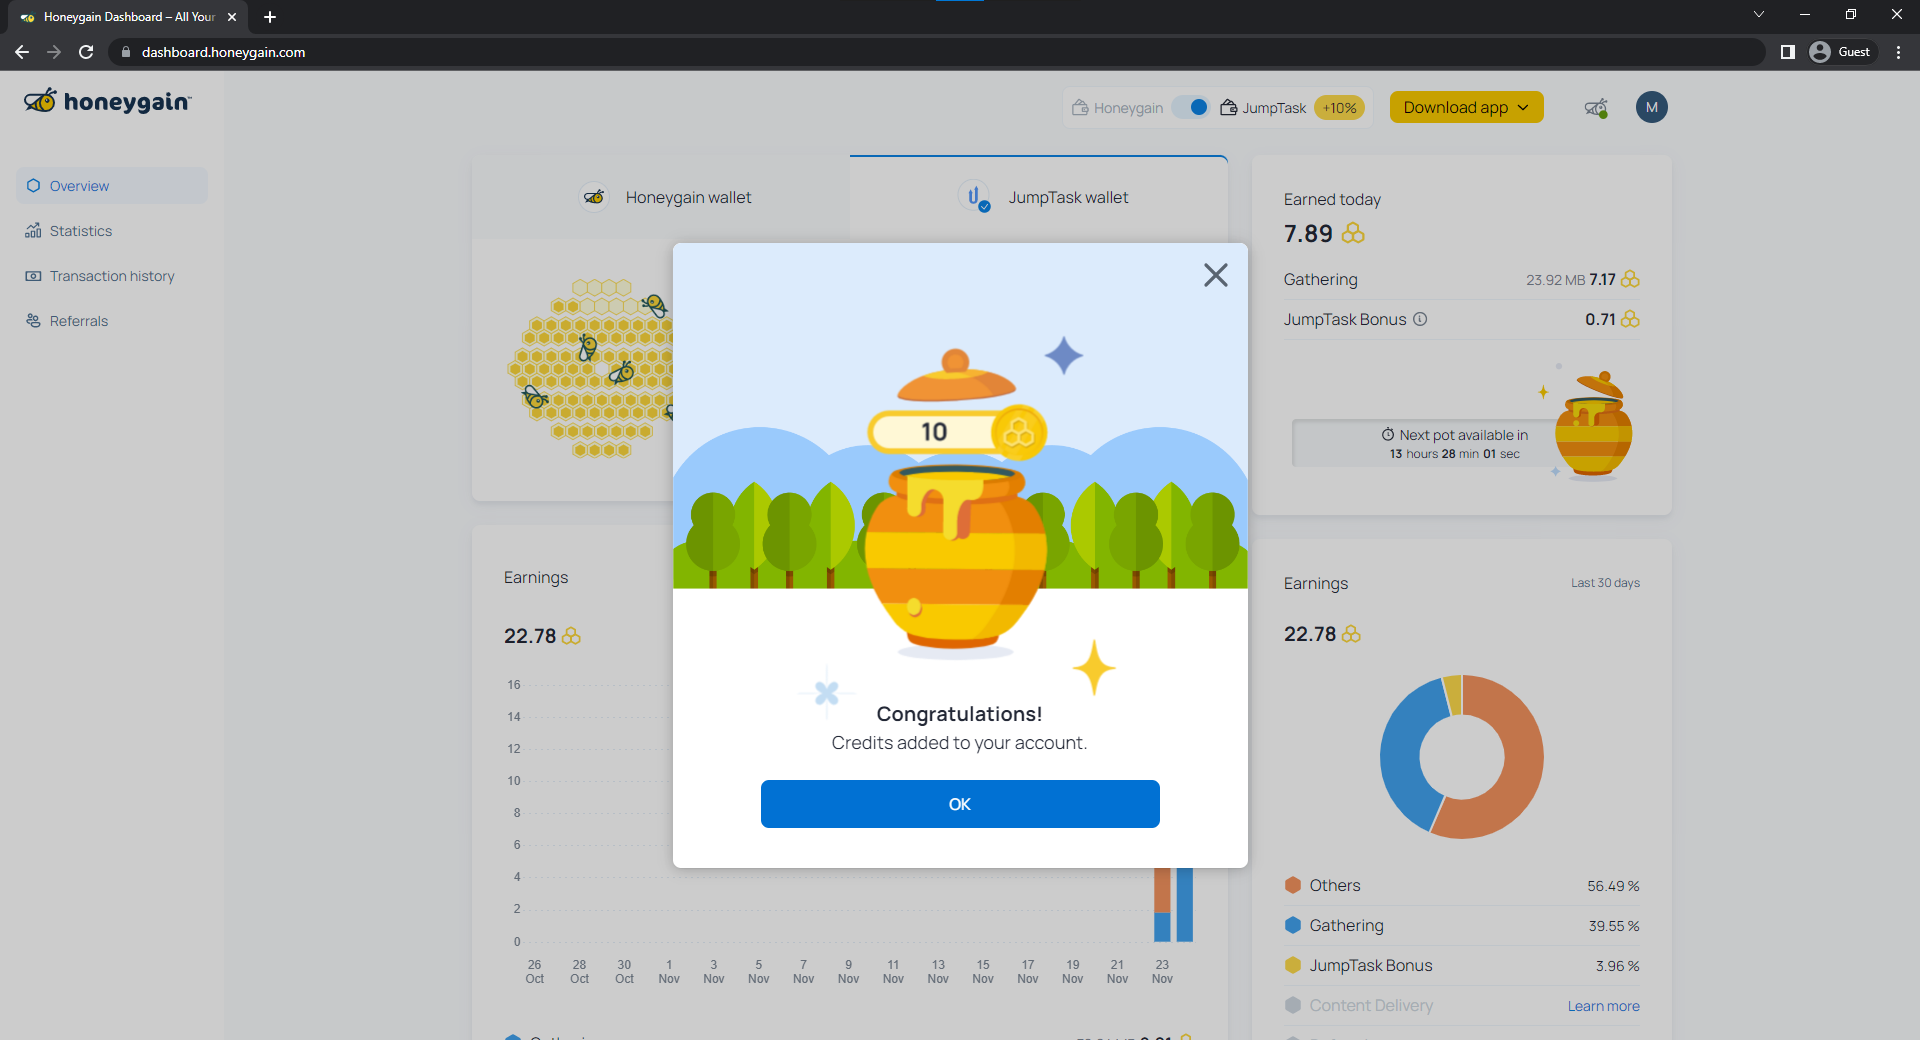 Honeygain Dashboard – All Your
dashboard.honeygain.com
Guest
honeygain™
Honeygain
JumpTask
+10%
Download app
M
Overview
Statistics
Transaction history
Referrals
Honeygain wallet
JumpTask wallet
Earned today
7.89
Gathering
23.92 MB 7.17
JumpTask Bonus
0.71
Next pot available in
13 hours 28 min 01 sec
10
Congratulations!
Credits added to your account.
OK
Earnings
22.78
16
14
12
10
8
6
4
2
0
26 Oct
28 Oct
30 Oct
1 Nov
3 Nov
5 Nov
7 Nov
9 Nov
11 Nov
13 Nov
15 Nov
17 Nov
19 Nov
21 Nov
23 Nov
Earnings
Last 30 days
22.78
Others
56.49 %
Gathering
39.55 %
JumpTask Bonus
3.96 %
Content Delivery
Learn more